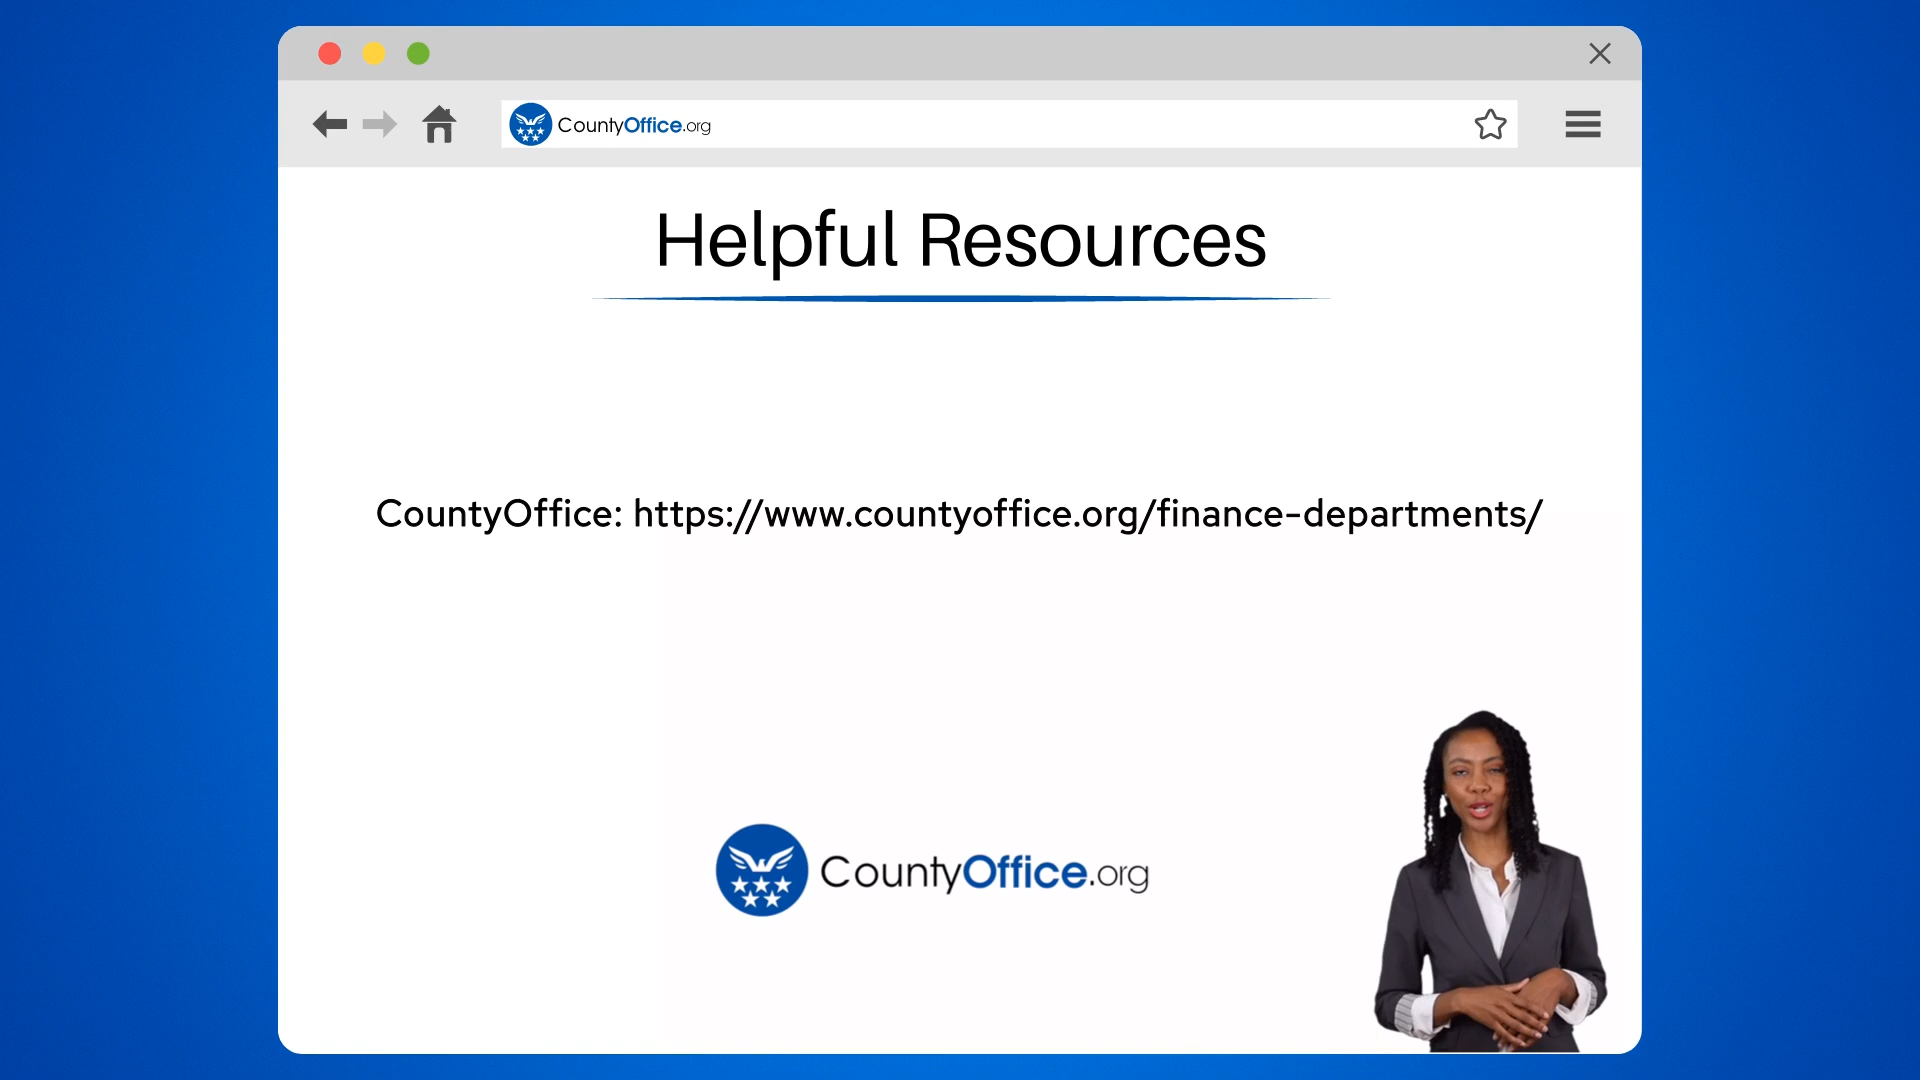 CountyOffice.org
Helpful Resources
CountyOffice: https://www.countyoffice.org/finance-departments/
CountyOffice.org